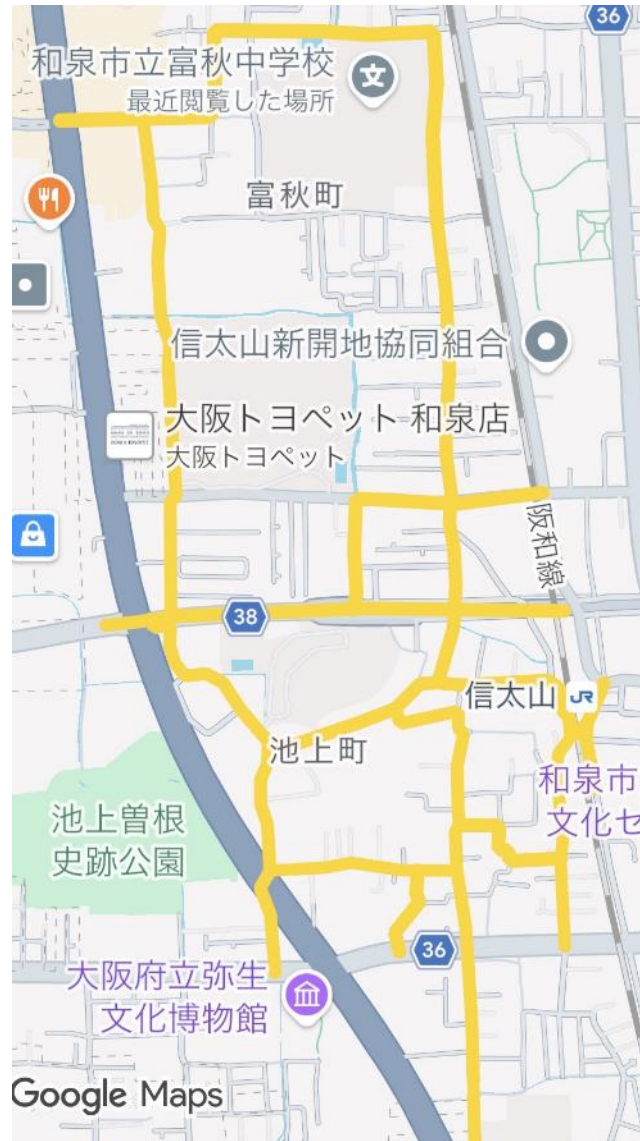 36
和泉市立富秋中学校
最近閲覧した場所
富秋町
信太山新開地協同組合
大阪トヨペット 和泉店
大阪トヨペット
阪和線
38
信太山
JR
池上町
和泉市
文化セ
池上曽根
史跡公園
36
大阪府立弥生
文化博物館
Google Maps